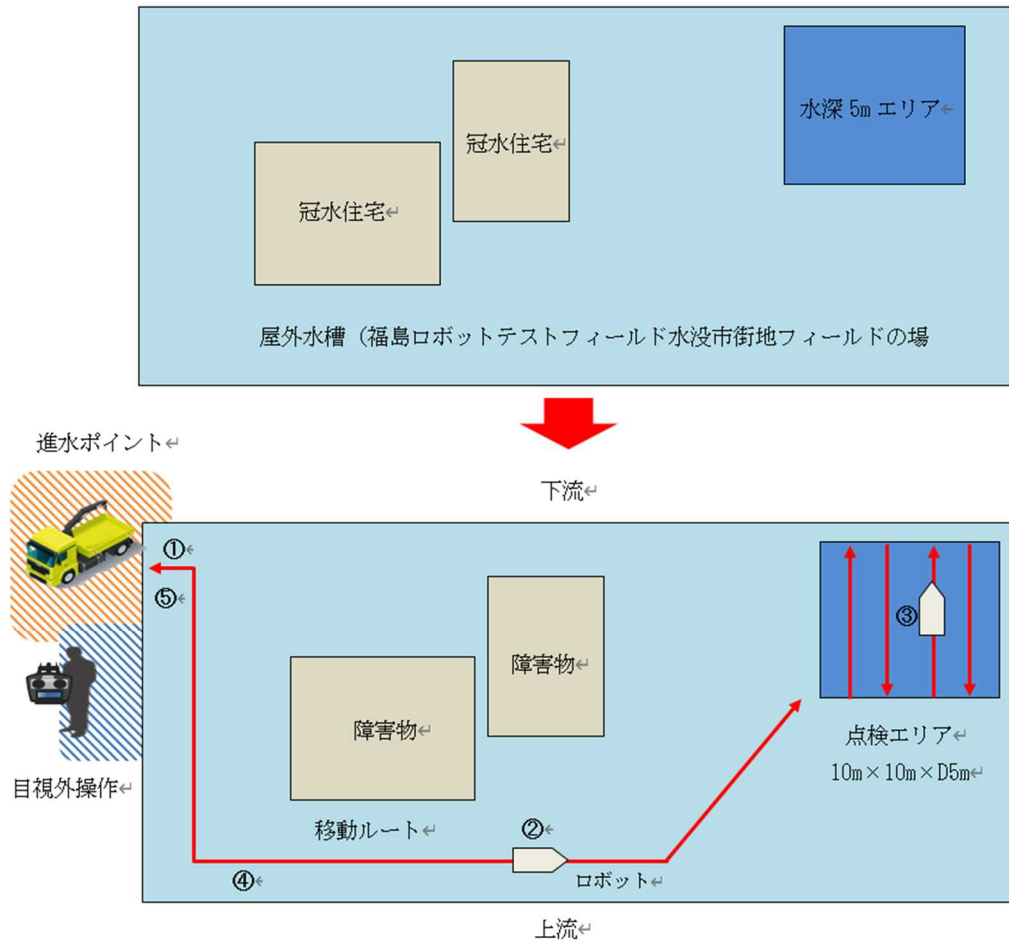 冠水住宅↵
水深 5m エリア↵
冠水住宅↵
屋外水槽（福島ロボットテストフィールド水没市街地フィールドの場
進水ポイント↵
下流↵
①↵
⑤↵
③
障害物↵
障害物↵
点検エリア↵
10m×10m×D5m↵
目視外操作↵
移動ルート↵
②↵
④↵
ロボット↵
上流↵